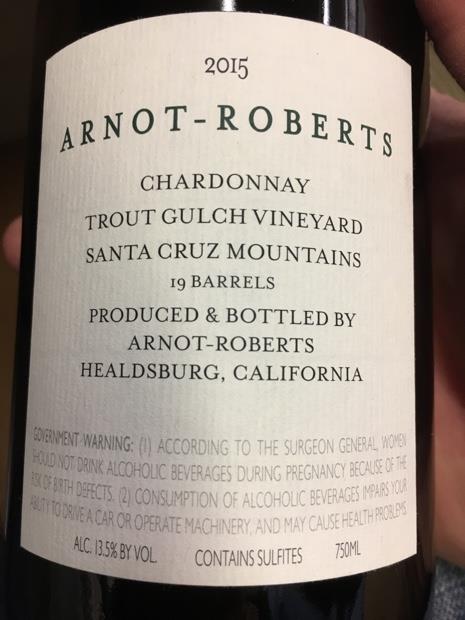 2015
ARNOT-ROBERTS
CHARDONNAY
TROUT GULCH VINEYARD
SANTA CRUZ MOUNTAINS
19 BARRELS
PRODUCED & BOTTLED BY
ARNOT-ROBERTS
HEALDSBURG, CALIFORNIA
GOVERNMENT WARNING: (1) ACCORDING TO THE SURGEON GENERAL, WOMEN
SHOULD NOT DRINK ALCOHOLIC BEVERAGES DURING PREGNANCY BECAUSE OF THE
RISK OF BIRTH DEFECTS. (2) CONSUMPTION OF ALCOHOLIC BEVERAGES IMPAIRS YOUR
ABILITY TO DRIVE A CAR OR OPERATE MACHINERY, AND MAY CAUSE HEALTH PROBLEMS.
ALC. 13.5% BY VOL. CONTAINS SULFITES 750ML